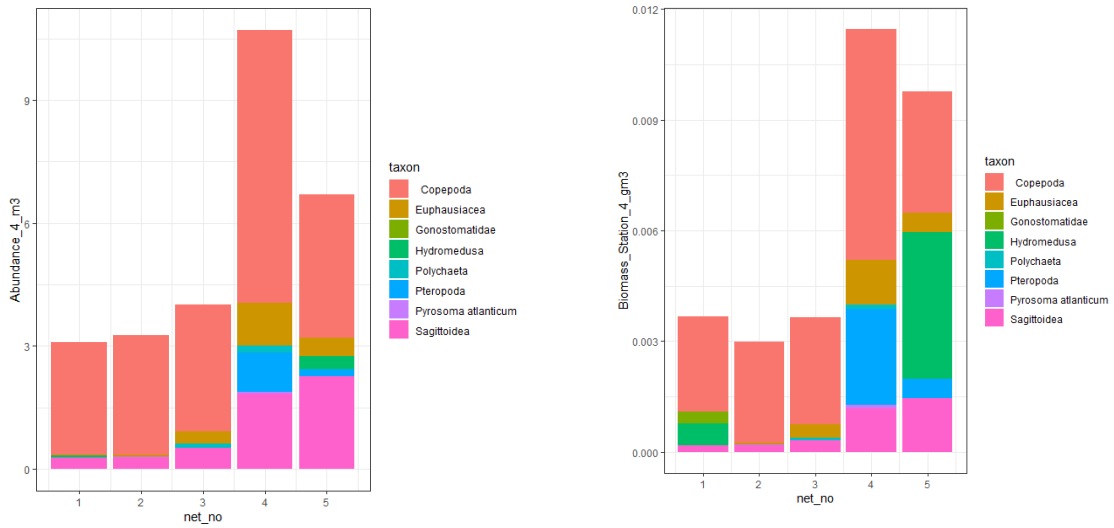 Abundance_4_m3
9
6
3
0
1 2 3 4 5
net_no
taxon
Copepoda
Euphausiacea
Gonostomatidae
Hydromedusa
Polychaeta
Pteropoda
Pyrosoma atlanticum
Sagittoidea
Biomass_Station_4_gm3
0.012
0.009
0.006
0.003
0.000
1 2 3 4 5
net_no
taxon
Copepoda
Euphausiacea
Gonostomatidae
Hydromedusa
Polychaeta
Pteropoda
Pyrosoma atlanticum
Sagittoidea